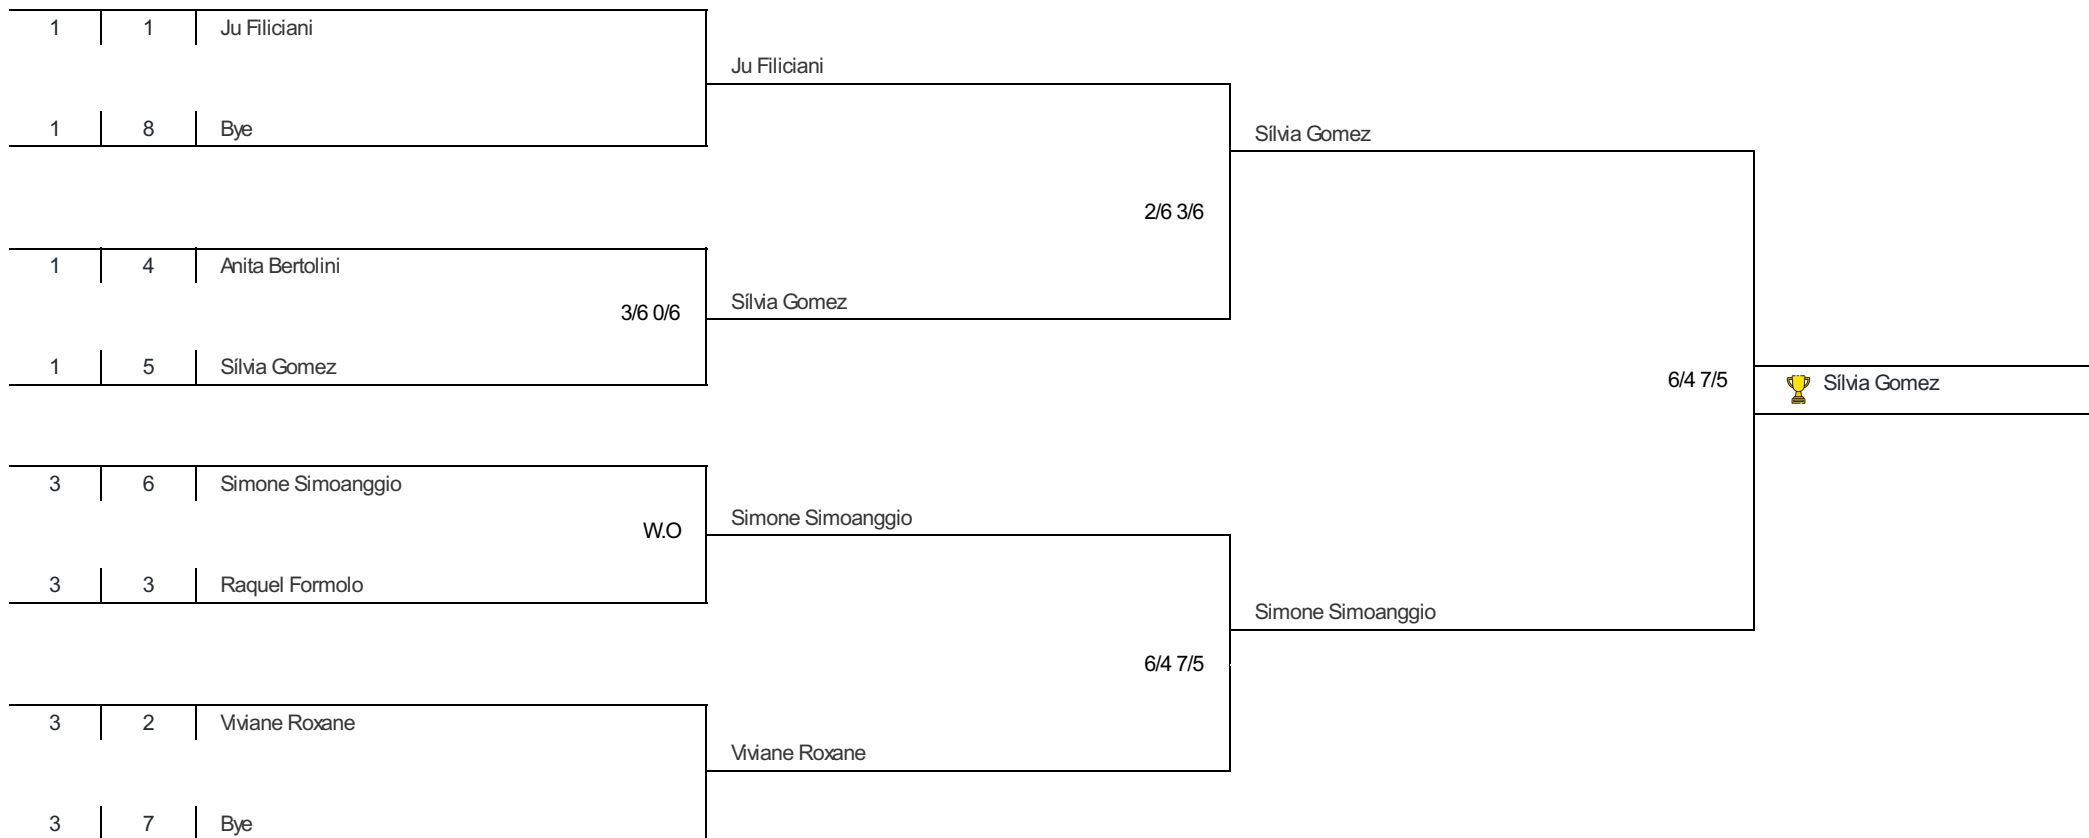 1 1 Ju Filiciani
Ju Filiciani
1 8 Bye
Sílvia Gomez
2/6 3/6
1 4 Anita Bertolini
Sílvia Gomez
3/6 0/6
1 5 Sílvia Gomez
6/4 7/5
Sílvia Gomez
3 6 Simone Simoanggio
Simone Simoanggio
W.O
3 3 Raquel Formolo
Simone Simoanggio
6/4 7/5
3 2 Viviane Roxane
Viviane Roxane
3 7 Bye